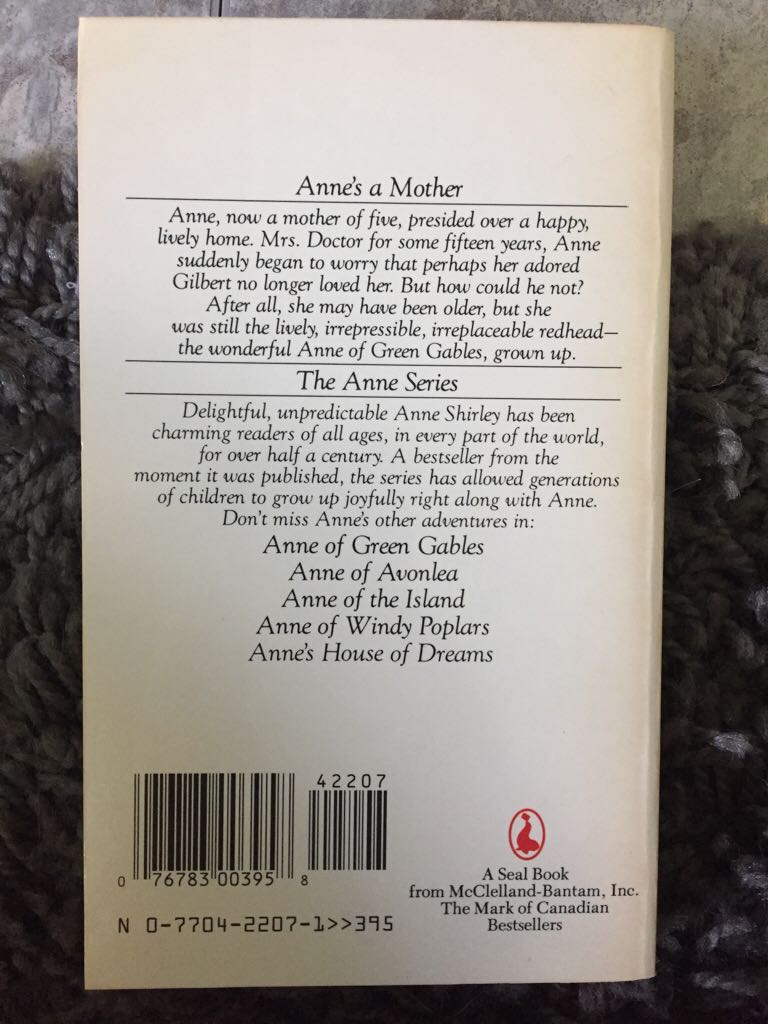 Anne's a Mother
Anne, now a mother of five, presided over a happy,
lively home. Mrs. Doctor for some fifteen years, Anne
suddenly began to worry that perhaps her adored
Gilbert no longer loved her. But how could he not?
After all, she may have been older, but she
was still the lively, irrepressible, irreplaceable redhead—
the wonderful Anne of Green Gables, grown up.
The Anne Series
Delightful, unpredictable Anne Shirley has been
charming readers of all ages, in every part of the world,
for over half a century. A bestseller from the
moment it was published, the series has allowed generations
of children to grow up joyfully right along with Anne.
Don't miss Anne's other adventures in:
Anne of Green Gables
Anne of Avonlea
Anne of the Island
Anne of Windy Poplars
Anne's House of Dreams
42207
0 76783 00395 8
N 0-7704-2207-1>>395
A Seal Book
from McClelland-Bantam, Inc.
The Mark of Canadian
Bestsellers